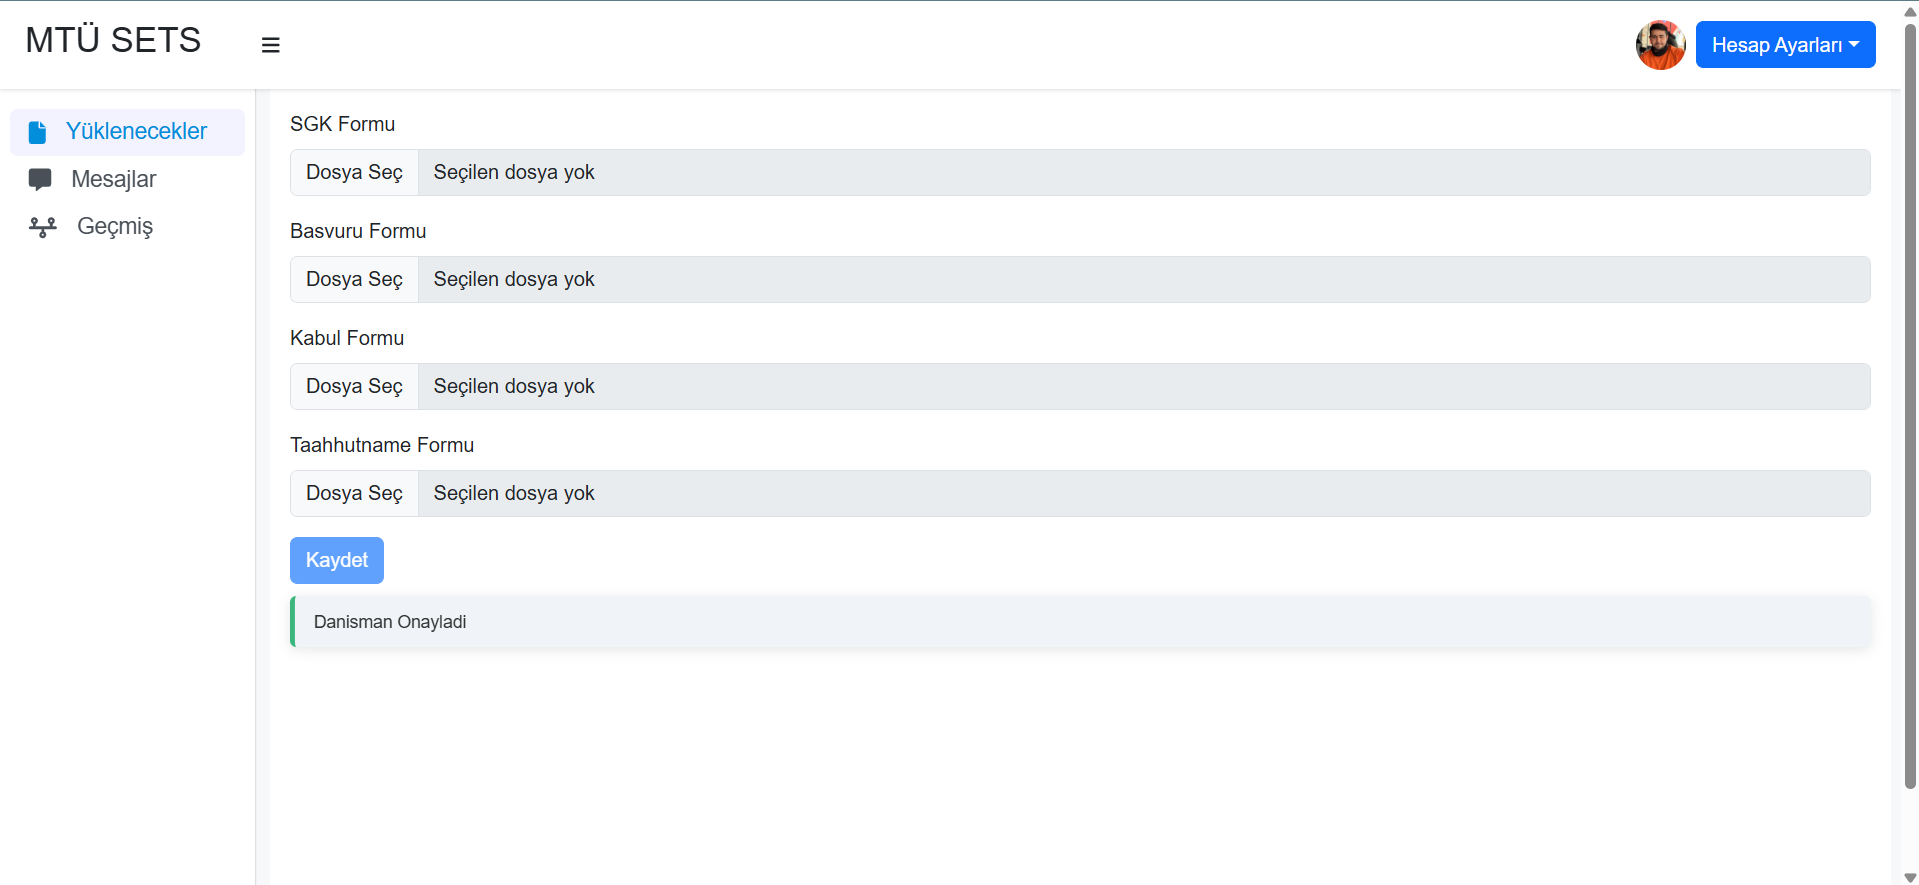 MTÜ SETS
Hesap Ayarları
Yüklenecekler
Mesajlar
Geçmiş
SGK Formu
Dosya Seç Seçilen dosya yok
Basvuru Formu
Dosya Seç Seçilen dosya yok
Kabul Formu
Dosya Seç Seçilen dosya yok
Taahhutname Formu
Dosya Seç Seçilen dosya yok
Kaydet
Danisman Onayladi